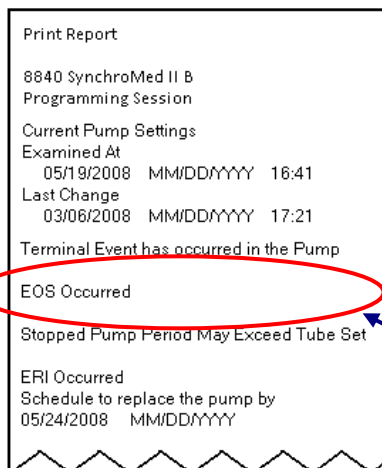 Print Report
8840 SynchroMed II B
Programming Session
Current Pump Settings
Examined At
05/19/2008 MM/DD/YYYY 16:41
Last Change
03/06/2008 MM/DD/YYYY 17:21
Terminal Event has occurred in the Pump
EOS Occurred
Stopped Pump Period May Exceed Tube Set
ERI Occurred
Schedule to replace the pump by
05/24/2008 MM/DD/YYYY